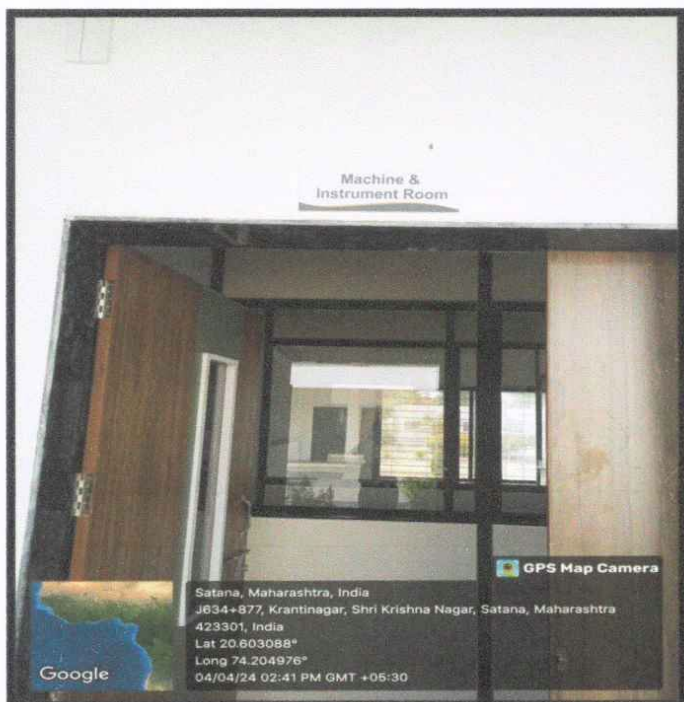 Machine &
Instrument Room
GPS Map Camera
Satana, Maharashtra, India
J634+877, Krantinagar, Shri Krishna Nagar, Satana, Maharashtra
423301, India
Lat 20.603088°
Long 74.204976°
04/04/24 02:41 PM GMT +05:30
Google